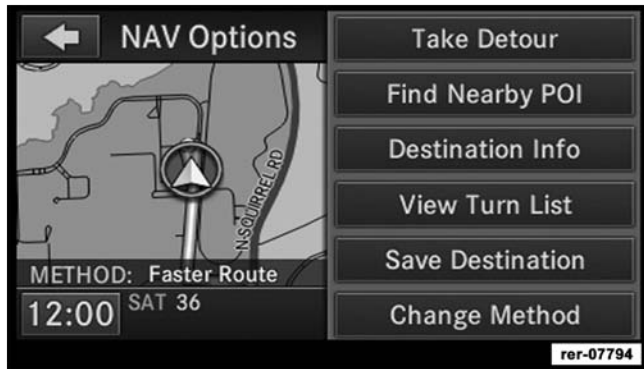 NAV Options
Take Detour
Find Nearby POI
Destination Info
View Turn List
Save Destination
Change Method
N-SQUIRREL RD
METHOD: Faster Route
12:00
SAT 36
rer-07794